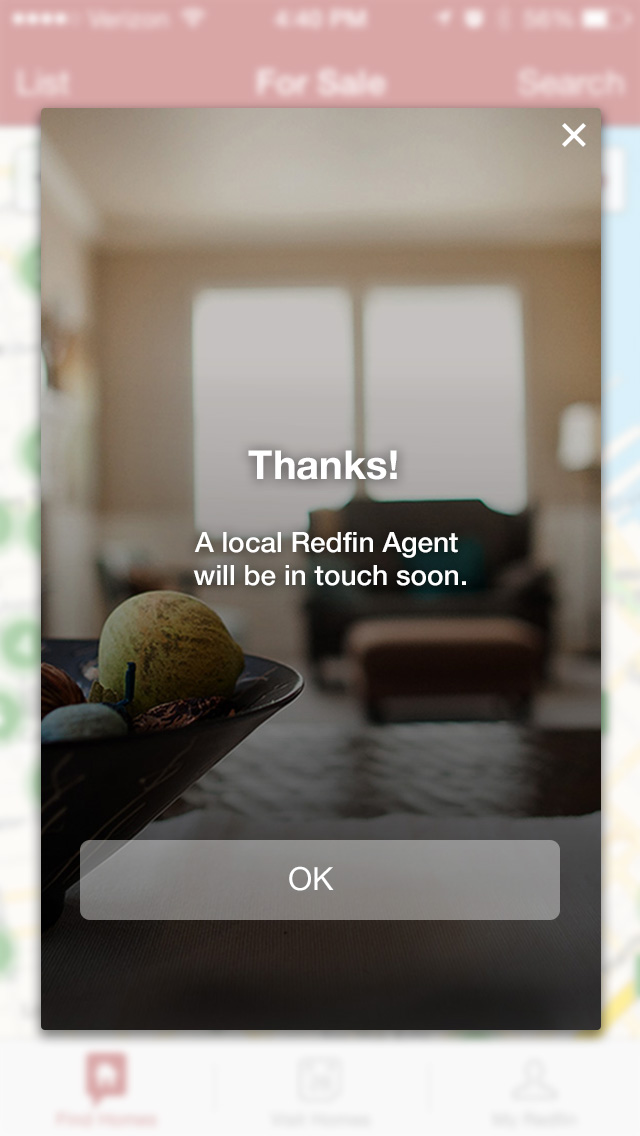 Verizon 4:40 PM 56%
List For Sale Search
Thanks!
A local Redfin Agent
will be in touch soon.
OK
Find Homes Visit Homes My Redfin